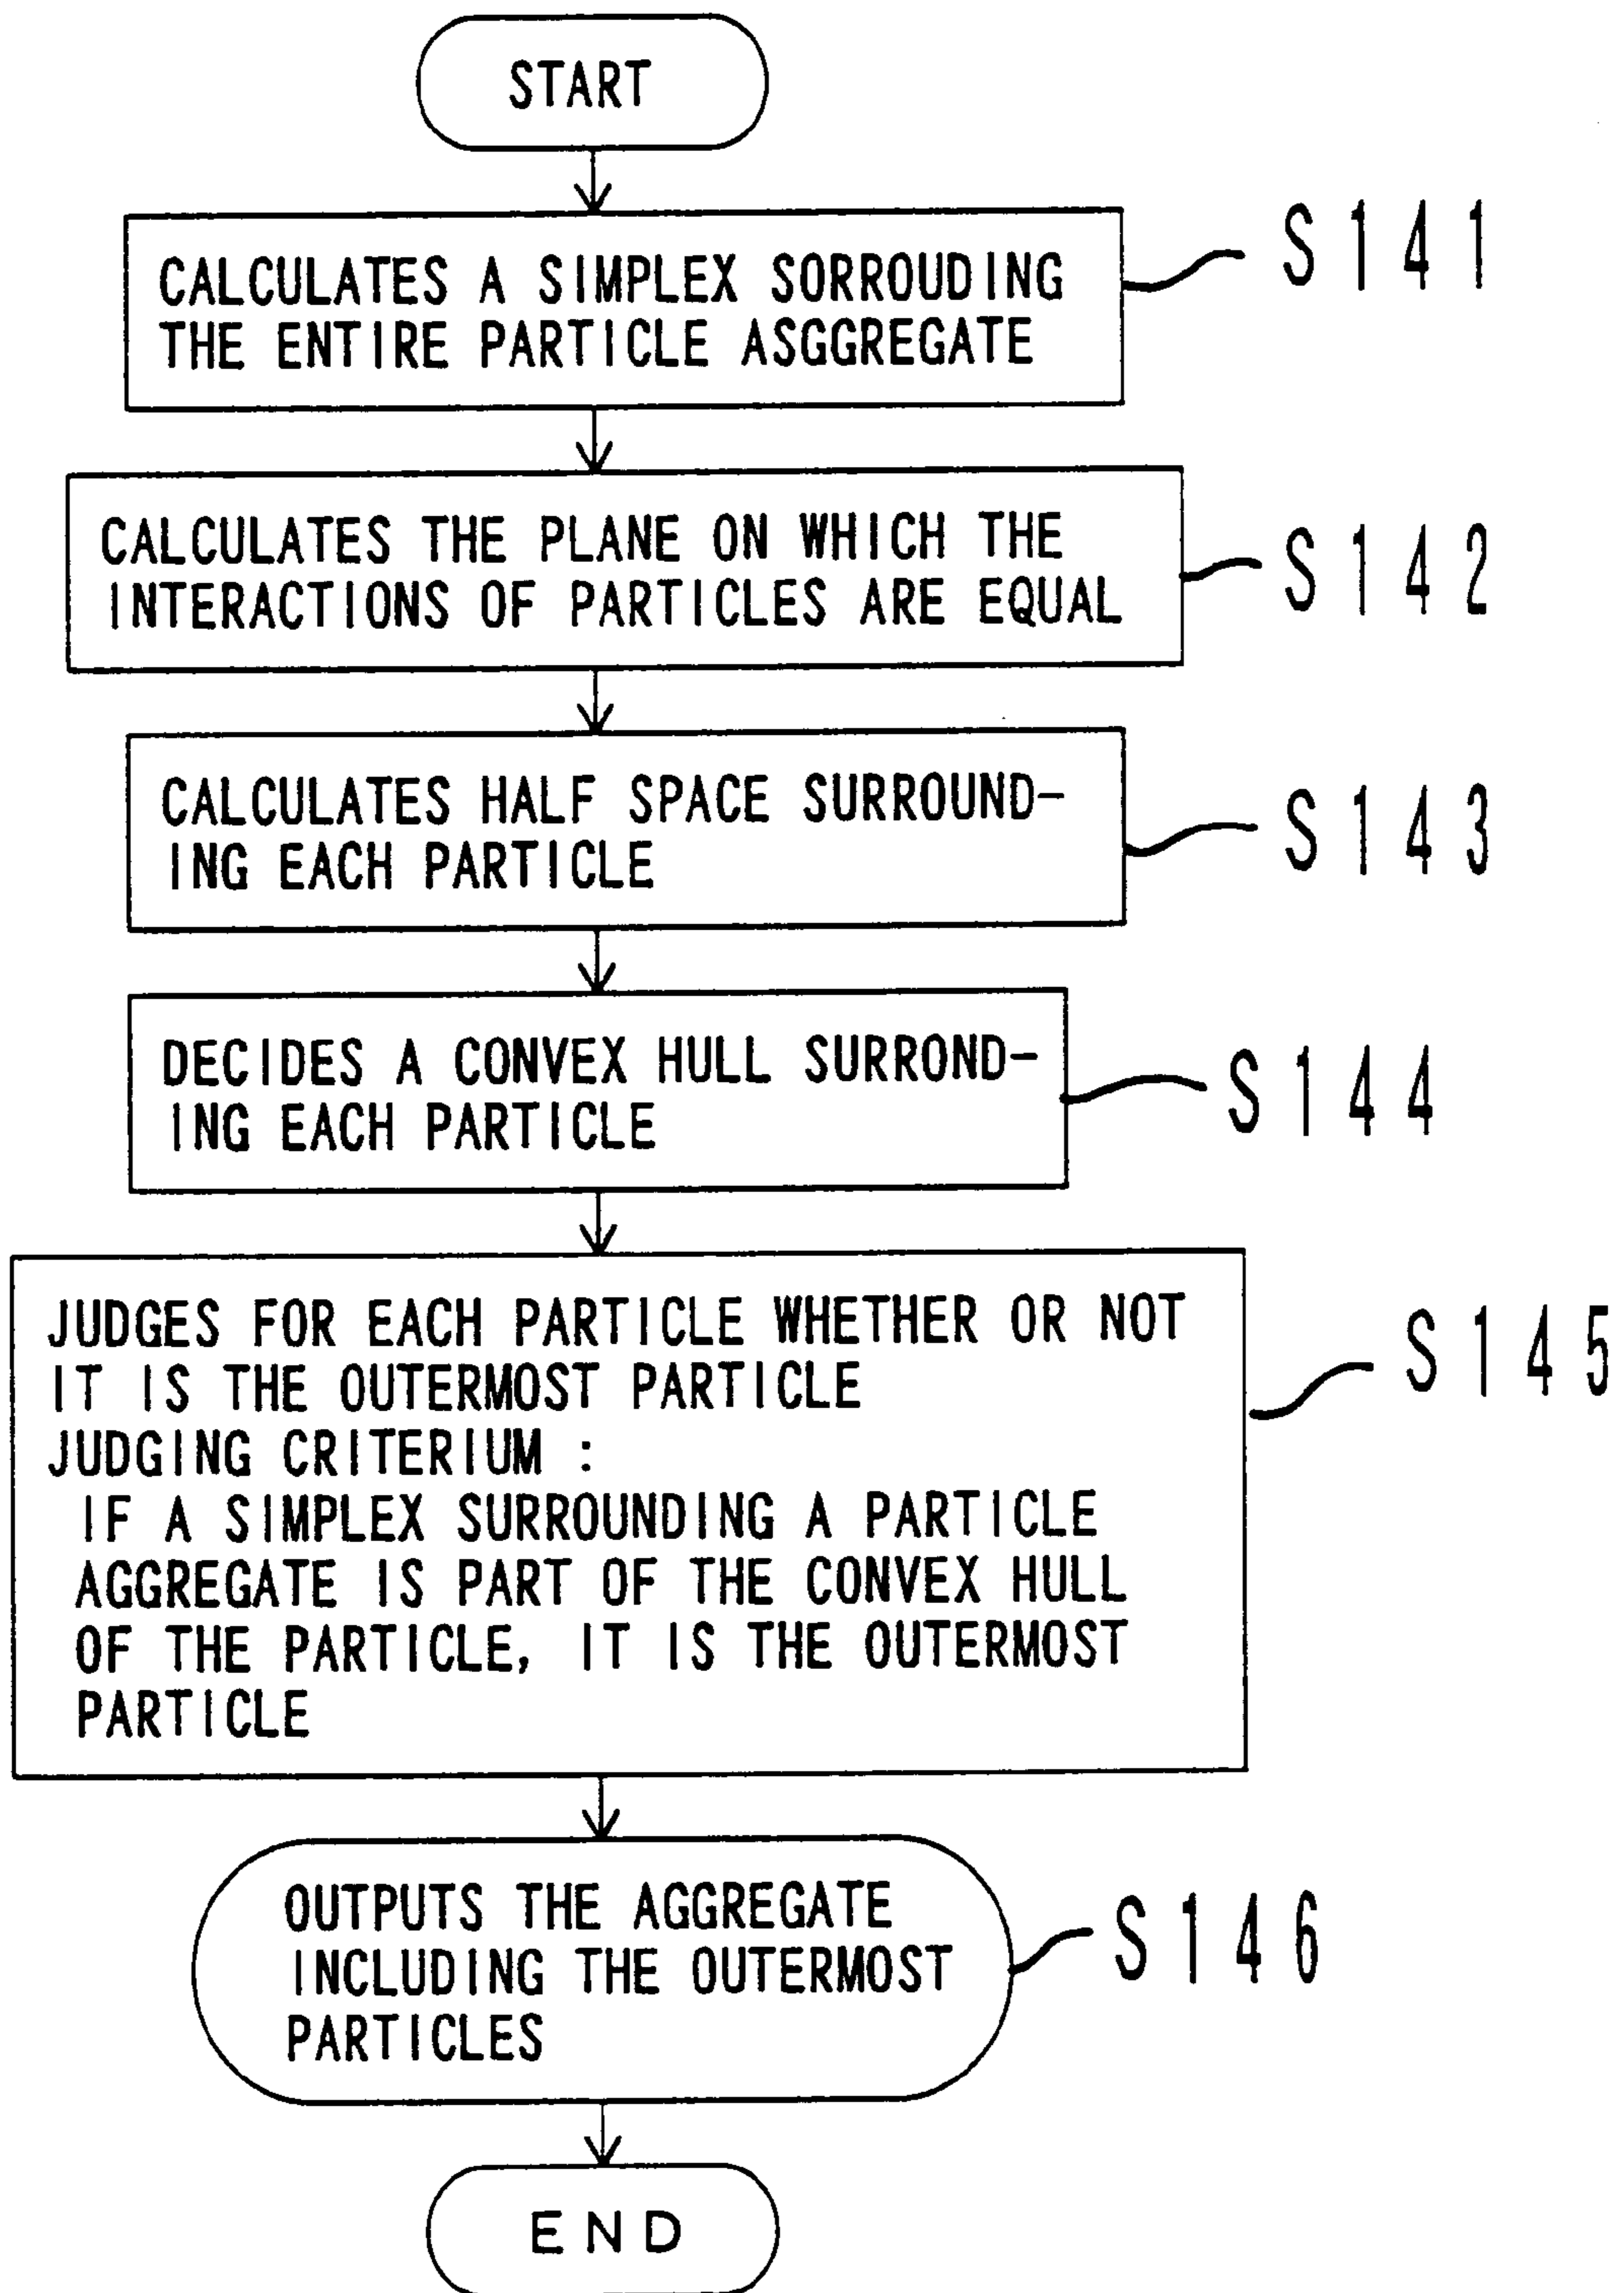 START
CALCULATES A SIMPLEX SORROUDING
THE ENTIRE PARTICLE ASGGREGATE
S141
CALCULATES THE PLANE ON WHICH THE
INTERACTIONS OF PARTICLES ARE EQUAL
S142
CALCULATES HALF SPACE SURROUND-
ING EACH PARTICLE
S143
DECIDES A CONVEX HULL SURROND-
ING EACH PARTICLE
S144
JUDGES FOR EACH PARTICLE WHETHER OR NOT
IT IS THE OUTERMOST PARTICLE
JUDGING CRITERIUM :
IF A SIMPLEX SURROUNDING A PARTICLE
AGGREGATE IS PART OF THE CONVEX HULL
OF THE PARTICLE, IT IS THE OUTERMOST
PARTICLE
S145
OUTPUTS THE AGGREGATE
INCLUDING THE OUTERMOST
PARTICLES
S146
END